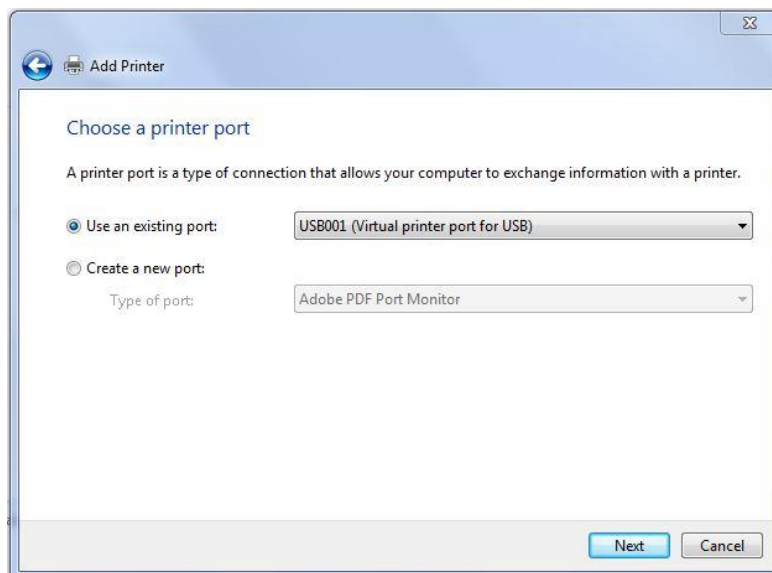 Add Printer
Choose a printer port
A printer port is a type of connection that allows your computer to exchange information with a printer.
Use an existing port: USB001 (Virtual printer port for USB)
Create a new port:
Type of port: Adobe PDF Port Monitor
Next Cancel